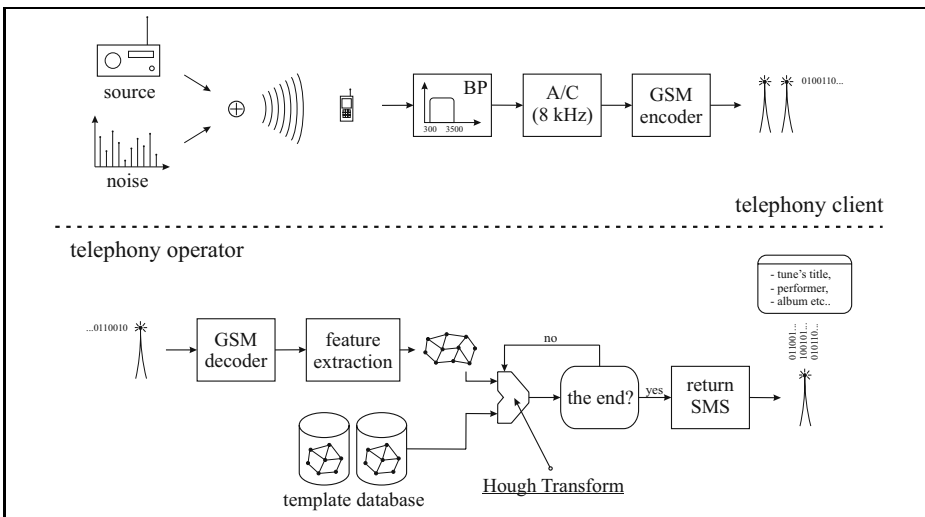 source
noise
BP
300 3500
A/C
(8 kHz)
GSM
encoder
0100110...
telephony client
telephony operator
- tune's title,
- performer,
- album etc..
...0110010
GSM
decoder
feature
extraction
no
the end?
yes
return
SMS
011001...
100101...
010110...
template database
Hough Transform